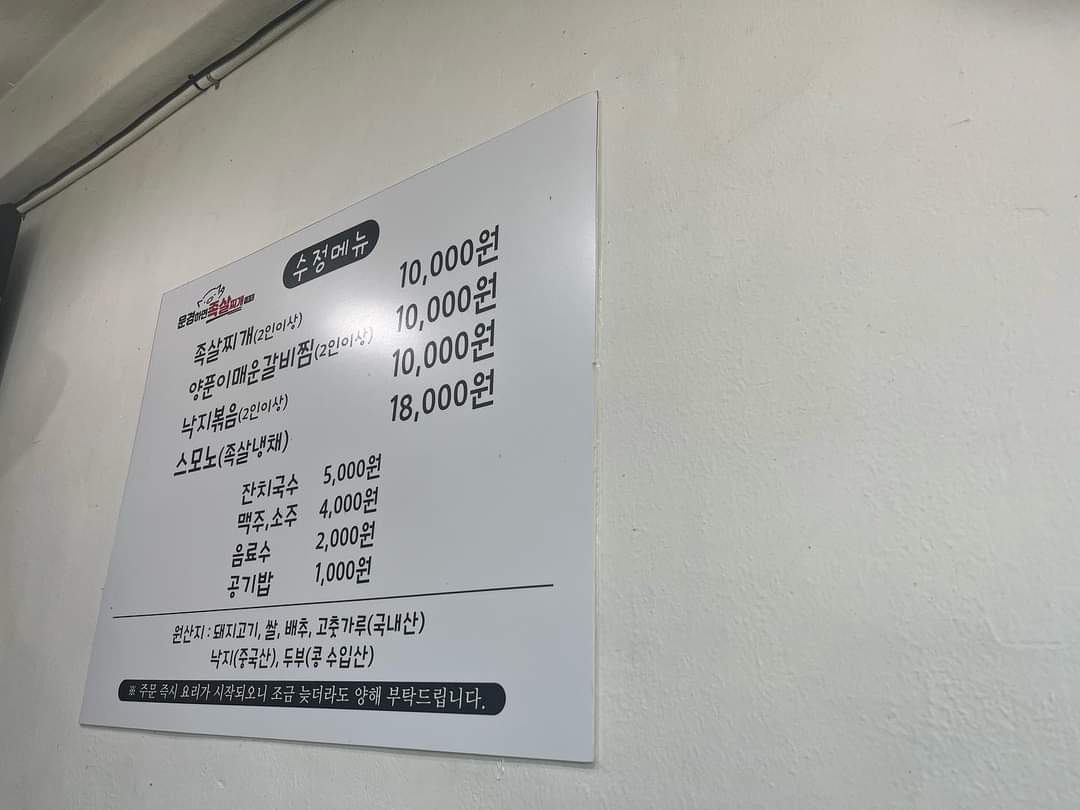 수정메뉴
문경하면족살찌개
족살찌개(2인이상) 10,000원
양푼이매운갈비찜(2인이상) 10,000원
낙지볶음(2인이상) 10,000원
스모노(족살냉채) 18,000원
잔치국수 5,000원
맥주,소주 4,000원
음료수 2,000원
공기밥 1,000원
원산지 : 돼지고기, 쌀, 배추, 고춧가루(국내산)
낙지(중국산), 두부(콩 수입산)
※ 주문 즉시 요리가 시작되오니 조금 늦더라도 양해 부탁드립니다.